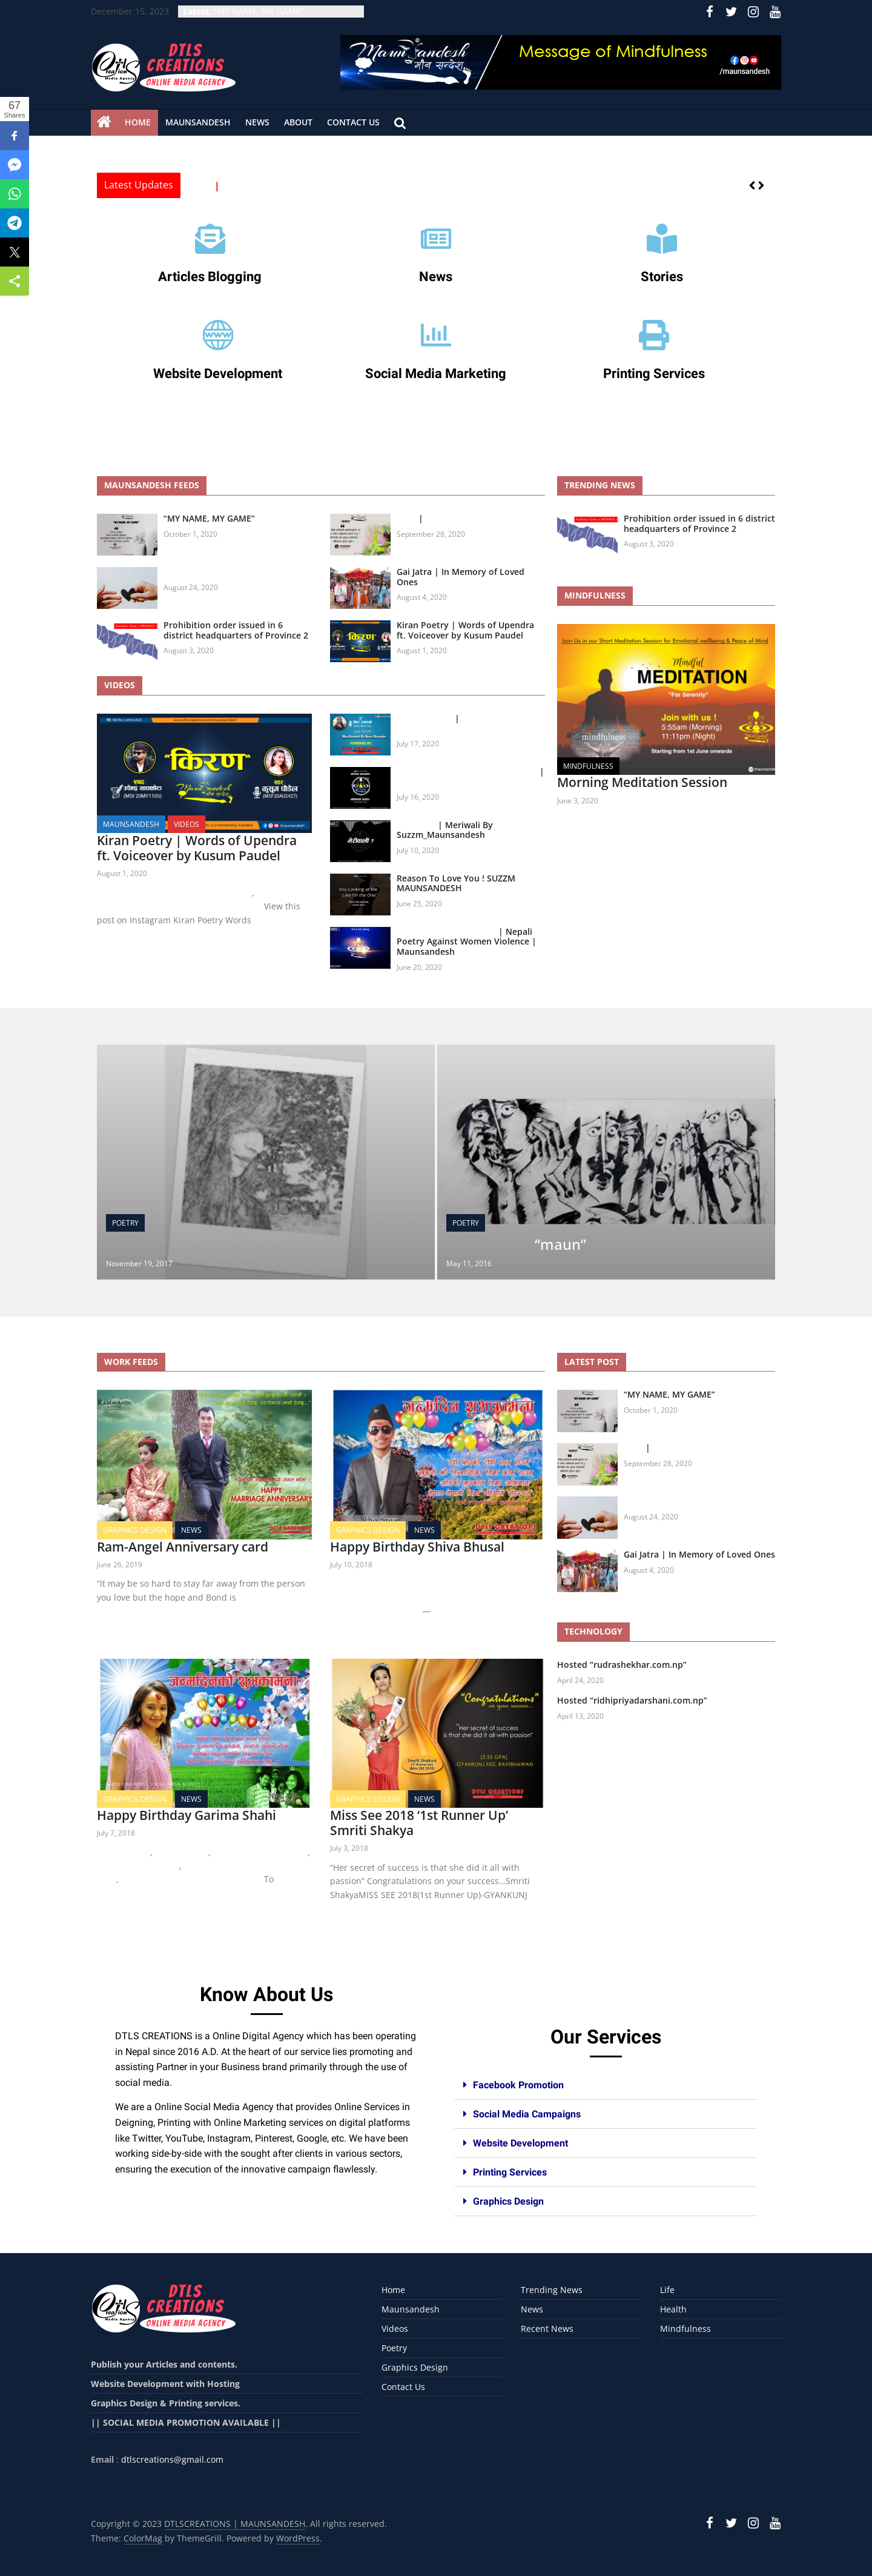 December 15, 2023
Latest: “MY NAME, MY GAME”
DTLS CREATIONS
ONLINE MEDIA AGENCY
Maun Sandesh
मौन सन्देश
Message of Mindfulness
/maunsandesh
67
Shares
HOME
MAUNSANDESH
NEWS
ABOUT
CONTACT US
Latest Updates
|
Articles Blogging
News
Stories
Website Development
Social Media Marketing
Printing Services
MAUNSANDESH FEEDS
“MY NAME, MY GAME”
October 1, 2020
|
September 28, 2020
August 24, 2020
Gai Jatra | In Memory of Loved
Ones
August 4, 2020
Prohibition order issued in 6
district headquarters of Province 2
August 3, 2020
Kiran Poetry | Words of Upendra
ft. Voiceover by Kusum Paudel
August 1, 2020
TRENDING NEWS
Prohibition order issued in 6 district
headquarters of Province 2
August 3, 2020
MINDFULNESS
Join Us in our Short Meditation Session for Emotional wellbeing & Peace of Mind
Mindful
MEDITATION
"For Serenity"
Join with us !
5:55am (Morning)
11:11pm (Night)
Starting from 1st June onwards
mindfulness
MINDFULNESS
Morning Meditation Session
June 3, 2020
VIDEOS
किरण
MAUNSANDESH
VIDEOS
Kiran Poetry | Words of Upendra
ft. Voiceover by Kusum Paudel
August 1, 2020
,
View this
post on Instagram Kiran Poetry Words
|
July 17, 2020
|
July 16, 2020
| Meriwali By
Suzzm_Maunsandesh
July 10, 2020
Reason To Love You ! SUZZM
MAUNSANDESH
June 25, 2020
| Nepali
Poetry Against Women Violence |
Maunsandesh
June 20, 2020
POETRY
November 19, 2017
POETRY
“maun”
May 11, 2016
WORK FEEDS
HAPPY
MARRIAGE ANNIVERSARY
GRAPHICS DESIGN
NEWS
Ram-Angel Anniversary card
June 26, 2019
“It may be so hard to stay far away from the person
you love but the hope and Bond is
जन्मदिन शुभकामना
GRAPHICS DESIGN
NEWS
Happy Birthday Shiva Bhusal
July 10, 2018
—
जन्मदिनको शुभकामना
GRAPHICS DESIGN
NEWS
Happy Birthday Garima Shahi
July 7, 2018
, , ,
,
, To
"Congratulations"
on your success...
"Her secret of success
is that she did it all with passion"
GRAPHICS DESIGN
NEWS
Miss See 2018 ‘1st Runner Up’
Smriti Shakya
July 3, 2018
“Her secret of success is that she did it all with
passion” Congratulations on your success…Smriti
ShakyaMISS SEE 2018(1st Runner Up)-GYANKUNJ
LATEST POST
“MY NAME, MY GAME”
October 1, 2020
|
September 28, 2020
August 24, 2020
Gai Jatra | In Memory of Loved Ones
August 4, 2020
TECHNOLOGY
Hosted “rudrashekhar.com.np”
April 24, 2020
Hosted “ridhipriyadarshani.com.np”
April 13, 2020
Know About Us
DTLS CREATIONS is a Online Digital Agency which has been operating
in Nepal since 2016 A.D. At the heart of our service lies promoting and
assisting Partner in your Business brand primarily through the use of
social media.
We are a Online Social Media Agency that provides Online Services in
Deigning, Printing with Online Marketing services on digital platforms
like Twitter, YouTube, Instagram, Pinterest, Google, etc. We have been
working side-by-side with the sought after clients in various sectors,
ensuring the execution of the innovative campaign flawlessly.
Our Services
Facebook Promotion
Social Media Campaigns
Website Development
Printing Services
Graphics Design
DTLS CREATIONS
ONLINE MEDIA AGENCY
Publish your Articles and contents.
Website Development with Hosting
Graphics Design & Printing services.
|| SOCIAL MEDIA PROMOTION AVAILABLE ||
Email : dtlscreations@gmail.com
Home
Maunsandesh
Videos
Poetry
Graphics Design
Contact Us
Trending News
News
Recent News
Life
Health
Mindfulness
Copyright © 2023 DTLSCREATIONS | MAUNSANDESH. All rights reserved.
Theme: ColorMag by ThemeGrill. Powered by WordPress.